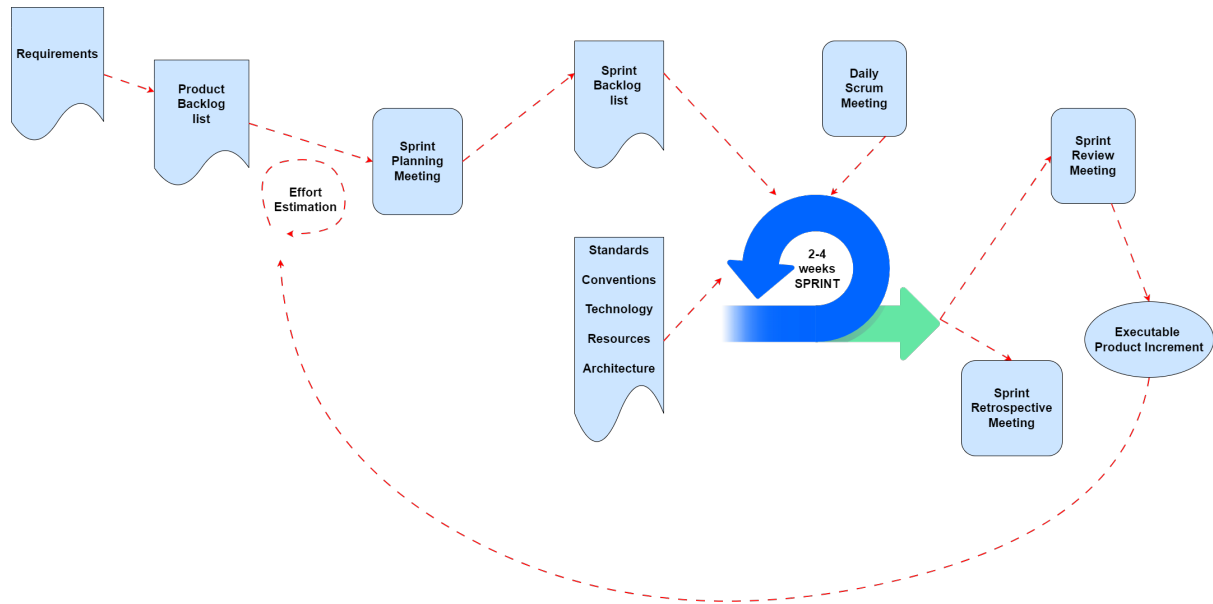 Requirements
Product
Backlog
list
Effort
Estimation
Sprint
Planning
Meeting
Sprint
Backlog
list
Standards
Conventions
Technology
Resources
Architecture
Daily
Scrum
Meeting
2-4
weeks
SPRINT
Sprint
Review
Meeting
Sprint
Retrospective
Meeting
Executable
Product Increment